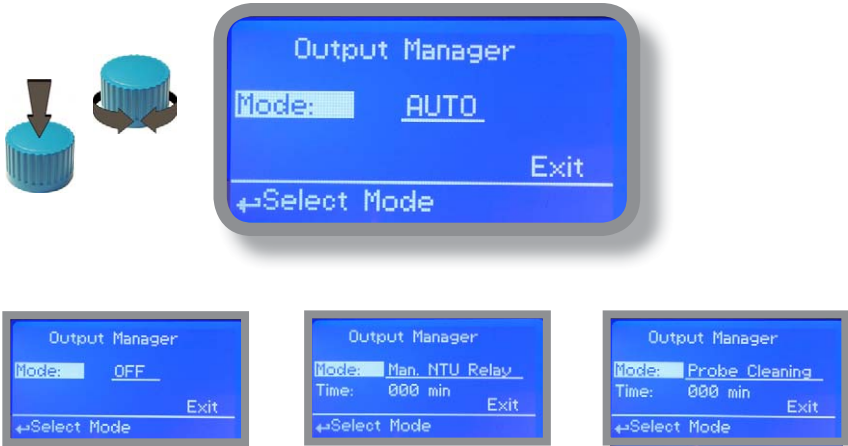 Output Manager
Mode: AUTO
Exit
↵Select Mode
Output Manager
Mode: OFF
Exit
↵Select Mode
Output Manager
Mode: Man. NTU Relay
Time: 000 min
Exit
↵Select Mode
Output Manager
Mode: Probe Cleaning
Time: 000 min
Exit
↵Select Mode